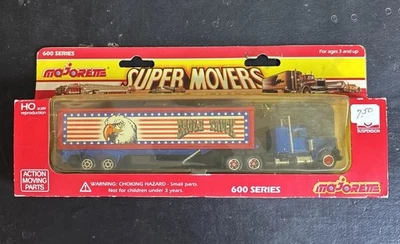 600 SERIES
For ages 3 and up
majorette
SUPER MOVERS
HO SCALE
reproduction
7.50
SUSPENSION
ACTION
MOVING
PARTS
WARNING: CHOKING HAZARD - Small parts.
Not for children under 3 years.
600 SERIES
majorette